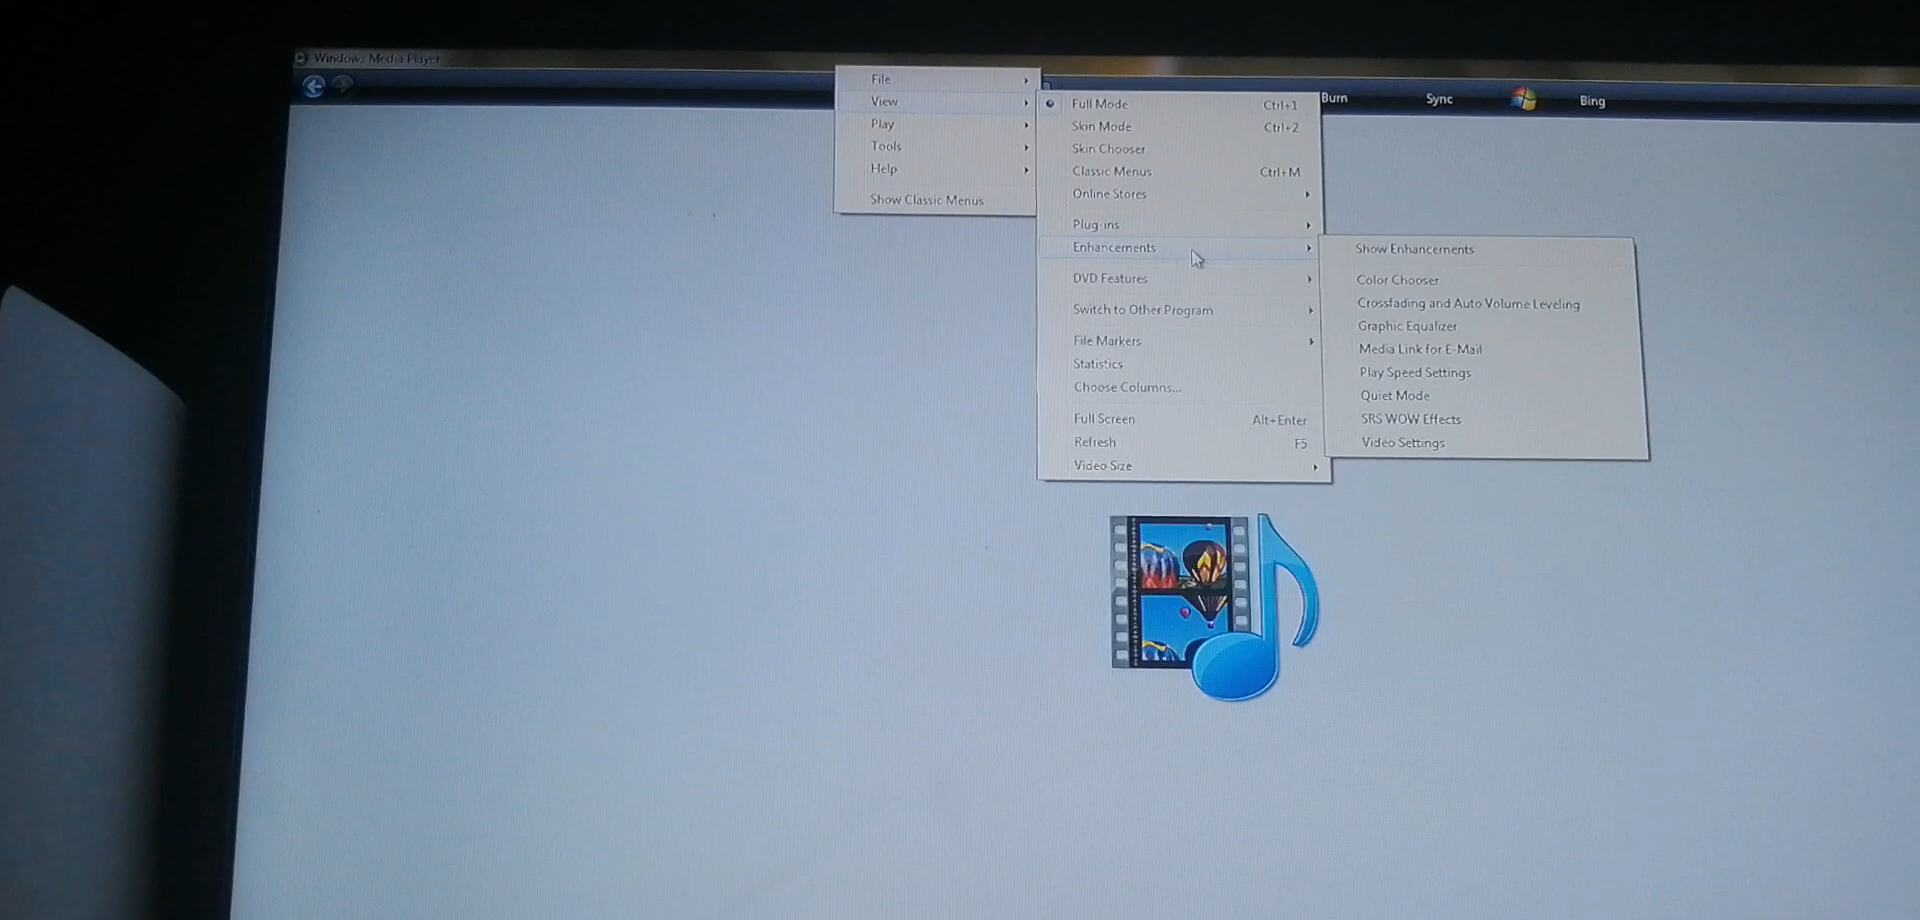 Windows Media Player
File
View
Play
Tools
Help
Show Classic Menus
Full Mode Ctrl+1
Skin Mode Ctrl+2
Skin Chooser
Classic Menus Ctrl+M
Online Stores
Plug-ins
Enhancements
DVD Features
Switch to Other Program
File Markers
Statistics
Choose Columns...
Full Screen Alt+Enter
Refresh F5
Video Size
Burn
Sync
Bing
Show Enhancements
Color Chooser
Crossfading and Auto Volume Leveling
Graphic Equalizer
Media Link for E-Mail
Play Speed Settings
Quiet Mode
SRS WOW Effects
Video Settings